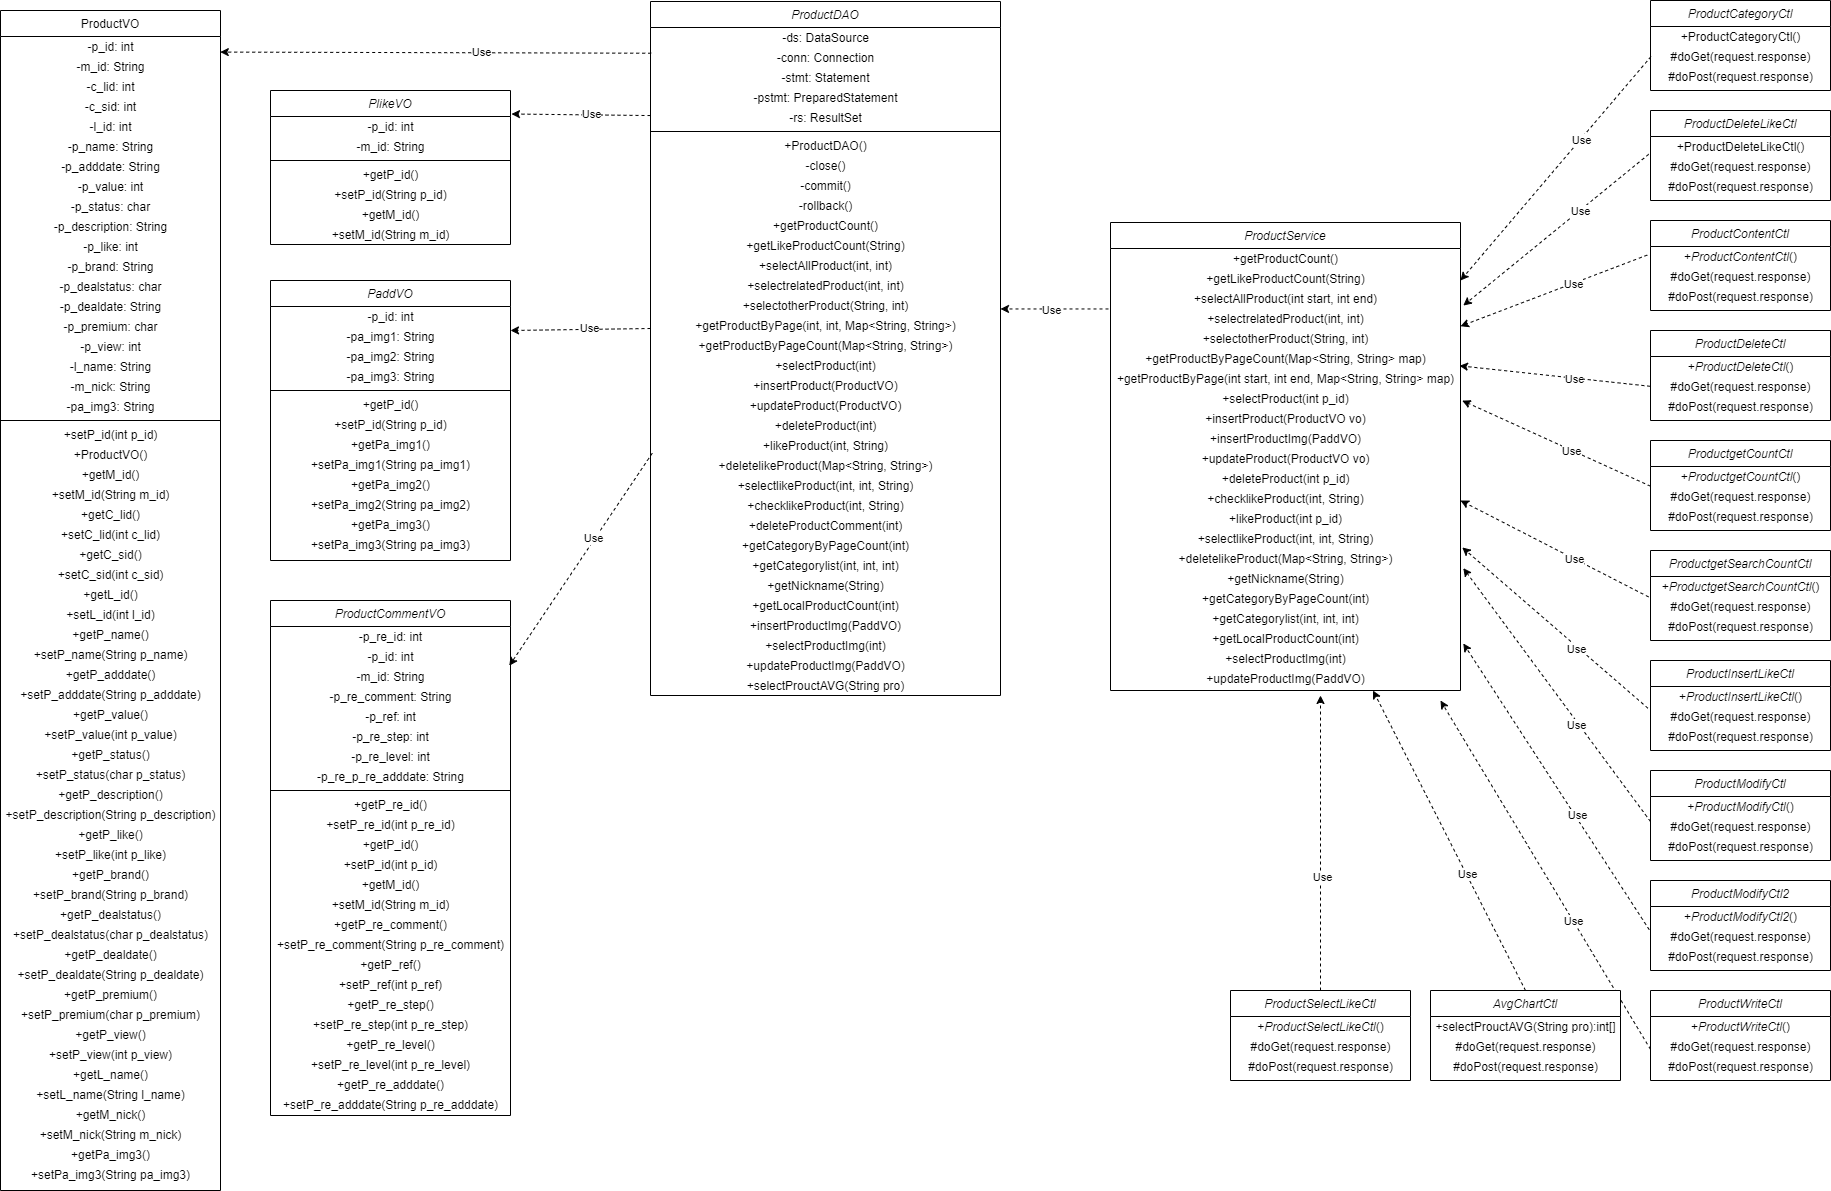 ProductVO
-p_id: int
-m_id: String
-c_lid: int
-c_sid: int
-l_id: int
-p_name: String
-p_adddate: String
-p_value: int
-p_status: char
-p_description: String
-p_like: int
-p_brand: String
-p_dealstatus: char
-p_dealdate: String
-p_premium: char
-p_view: int
-l_name: String
-m_nick: String
-pa_img3: String
+setP_id(int p_id)
+ProductVO()
+getM_id()
+setM_id(String m_id)
+getC_lid()
+setC_lid(int c_lid)
+getC_sid()
+setC_sid(int c_sid)
+getL_id()
+setL_id(int l_id)
+getP_name()
+setP_name(String p_name)
+getP_adddate()
+setP_adddate(String p_adddate)
+getP_value()
+setP_value(int p_value)
+getP_status()
+setP_status(char p_status)
+getP_description()
+setP_description(String p_description)
+getP_like()
+setP_like(int p_like)
+getP_brand()
+setP_brand(String p_brand)
+getP_dealstatus()
+setP_dealstatus(char p_dealstatus)
+getP_dealdate()
+setP_dealdate(String p_dealdate)
+getP_premium()
+setP_premium(char p_premium)
+getP_view()
+setP_view(int p_view)
+getL_name()
+setL_name(String l_name)
+getM_nick()
+setM_nick(String m_nick)
+getPa_img3()
+setPa_img3(String pa_img3)
PlikeVO
-p_id: int
-m_id: String
+getP_id()
+setP_id(String p_id)
+getM_id()
+setM_id(String m_id)
PaddVO
-p_id: int
-pa_img1: String
-pa_img2: String
-pa_img3: String
+getP_id()
+setP_id(String p_id)
+getPa_img1()
+setPa_img1(String pa_img1)
+getPa_img2()
+setPa_img2(String pa_img2)
+getPa_img3()
+setPa_img3(String pa_img3)
ProductCommentVO
-p_re_id: int
-p_id: int
-m_id: String
-p_re_comment: String
-p_ref: int
-p_re_step: int
-p_re_level: int
-p_re_p_re_adddate: String
+getP_re_id()
+setP_re_id(int p_re_id)
+getP_id()
+setP_id(int p_id)
+getM_id()
+setM_id(String m_id)
+getP_re_comment()
+setP_re_comment(String p_re_comment)
+getP_ref()
+setP_ref(int p_ref)
+getP_re_step()
+setP_re_step(int p_re_step)
+getP_re_level()
+setP_re_level(int p_re_level)
+getP_re_adddate()
+setP_re_adddate(String p_re_adddate)
Use
Use
Use
Use
ProductDAO
-ds: DataSource
-conn: Connection
-stmt: Statement
-pstmt: PreparedStatement
-rs: ResultSet
+ProductDAO()
-close()
-commit()
-rollback()
+getProductCount()
+getLikeProductCount(String)
+selectAllProduct(int, int)
+selectrelatedProduct(int, int)
+selectotherProduct(String, int)
+getProductByPage(int, int, Map<String, String>)
+getProductByPageCount(Map<String, String>)
+selectProduct(int)
+insertProduct(ProductVO)
+updateProduct(ProductVO)
+deleteProduct(int)
+likeProduct(int, String)
+deletelikeProduct(Map<String, String>)
+selectlikeProduct(int, int, String)
+checklikeProduct(int, String)
+deleteProductComment(int)
+getCategoryByPageCount(int)
+getCategorylist(int, int, int)
+getNickname(String)
+getLocalProductCount(int)
+insertProductImg(PaddVO)
+selectProductImg(int)
+updateProductImg(PaddVO)
+selectProuctAVG(String pro)
Use
ProductService
+getProductCount()
+getLikeProductCount(String)
+selectAllProduct(int start, int end)
+selectrelatedProduct(int, int)
+selectotherProduct(String, int)
+getProductByPageCount(Map<String, String> map)
+getProductByPage(int start, int end, Map<String, String> map)
+selectProduct(int p_id)
+insertProduct(ProductVO vo)
+insertProductImg(PaddVO)
+updateProduct(ProductVO vo)
+deleteProduct(int p_id)
+checklikeProduct(int, String)
+likeProduct(int p_id)
+selectlikeProduct(int, int, String)
+deletelikeProduct(Map<String, String>)
+getNickname(String)
+getCategoryByPageCount(int)
+getCategorylist(int, int, int)
+getLocalProductCount(int)
+selectProductImg(int)
+updateProductImg(PaddVO)
Use
Use
Use
Use
Use
Use
Use
Use
Use
Use
Use
Use
ProductCategoryCtl
+ProductCategoryCtl()
#doGet(request.response)
#doPost(request.response)
ProductDeleteLikeCtl
+ProductDeleteLikeCtl()
#doGet(request.response)
#doPost(request.response)
ProductContentCtl
+ProductContentCtl()
#doGet(request.response)
#doPost(request.response)
ProductDeleteCtl
+ProductDeleteCtl()
#doGet(request.response)
#doPost(request.response)
ProductgetCountCtl
+ProductgetCountCtl()
#doGet(request.response)
#doPost(request.response)
ProductgetSearchCountCtl
+ProductgetSearchCountCtl()
#doGet(request.response)
#doPost(request.response)
ProductInsertLikeCtl
+ProductInsertLikeCtl()
#doGet(request.response)
#doPost(request.response)
ProductModifyCtl
+ProductModifyCtl()
#doGet(request.response)
#doPost(request.response)
ProductModifyCtl2
+ProductModifyCtl2()
#doGet(request.response)
#doPost(request.response)
ProductSelectLikeCtl
+ProductSelectLikeCtl()
#doGet(request.response)
#doPost(request.response)
AvgChartCtl
+selectProuctAVG(String pro):int[]
#doGet(request.response)
#doPost(request.response)
ProductWriteCtl
+ProductWriteCtl()
#doGet(request.response)
#doPost(request.response)